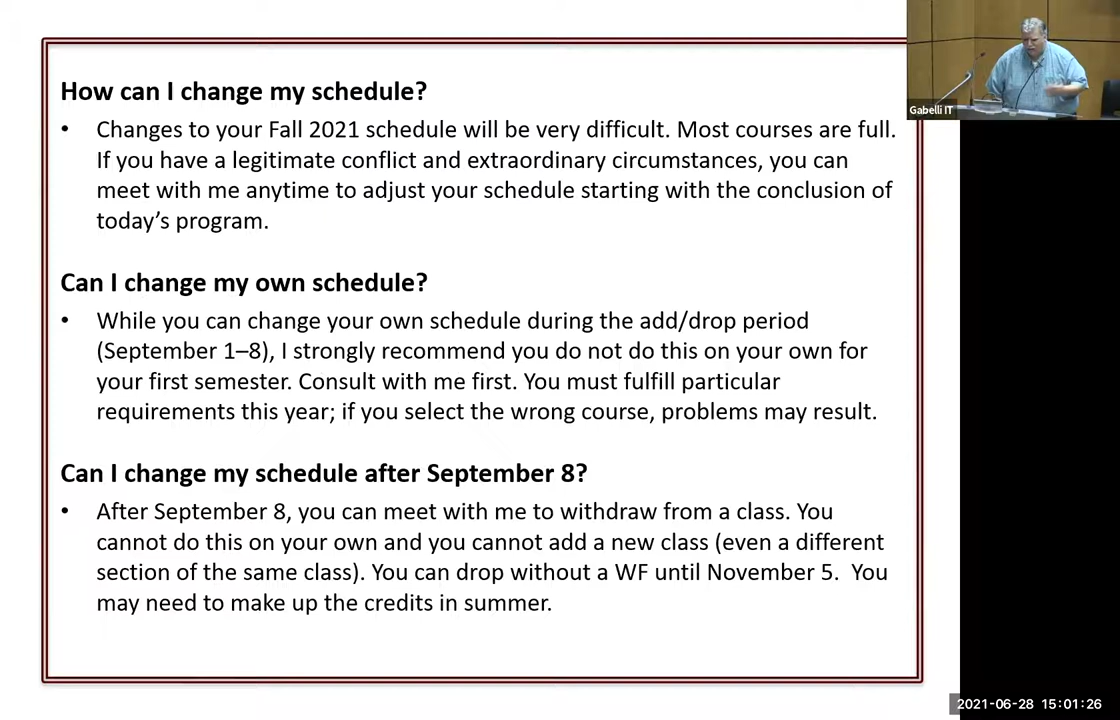 How can I change my schedule?
• Changes to your Fall 2021 schedule will be very difficult. Most courses are full.
If you have a legitimate conflict and extraordinary circumstances, you can
meet with me anytime to adjust your schedule starting with the conclusion of
today’s program.
Can I change my own schedule?
• While you can change your own schedule during the add/drop period
(September 1–8), I strongly recommend you do not do this on your own for
your first semester. Consult with me first. You must fulfill particular
requirements this year; if you select the wrong course, problems may result.
Can I change my schedule after September 8?
• After September 8, you can meet with me to withdraw from a class. You
cannot do this on your own and you cannot add a new class (even a different
section of the same class). You can drop without a WF until November 5.  You
may need to make up the credits in summer.
Gabelli IT
2021-06-28 15:01:26